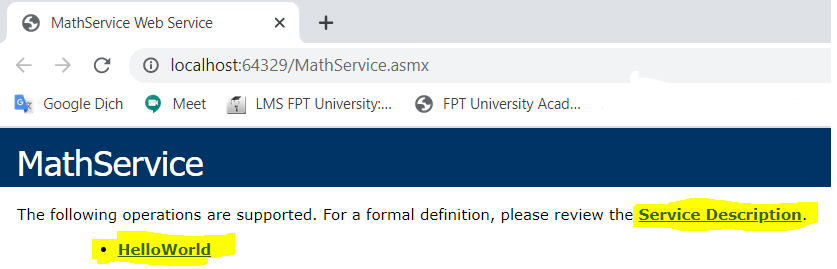 MathService Web Service
localhost:64329/MathService.asmx
Google Dịch Meet LMS FPT University:... FPT University Acad...
MathService
The following operations are supported. For a formal definition, please review the Service Description.
HelloWorld